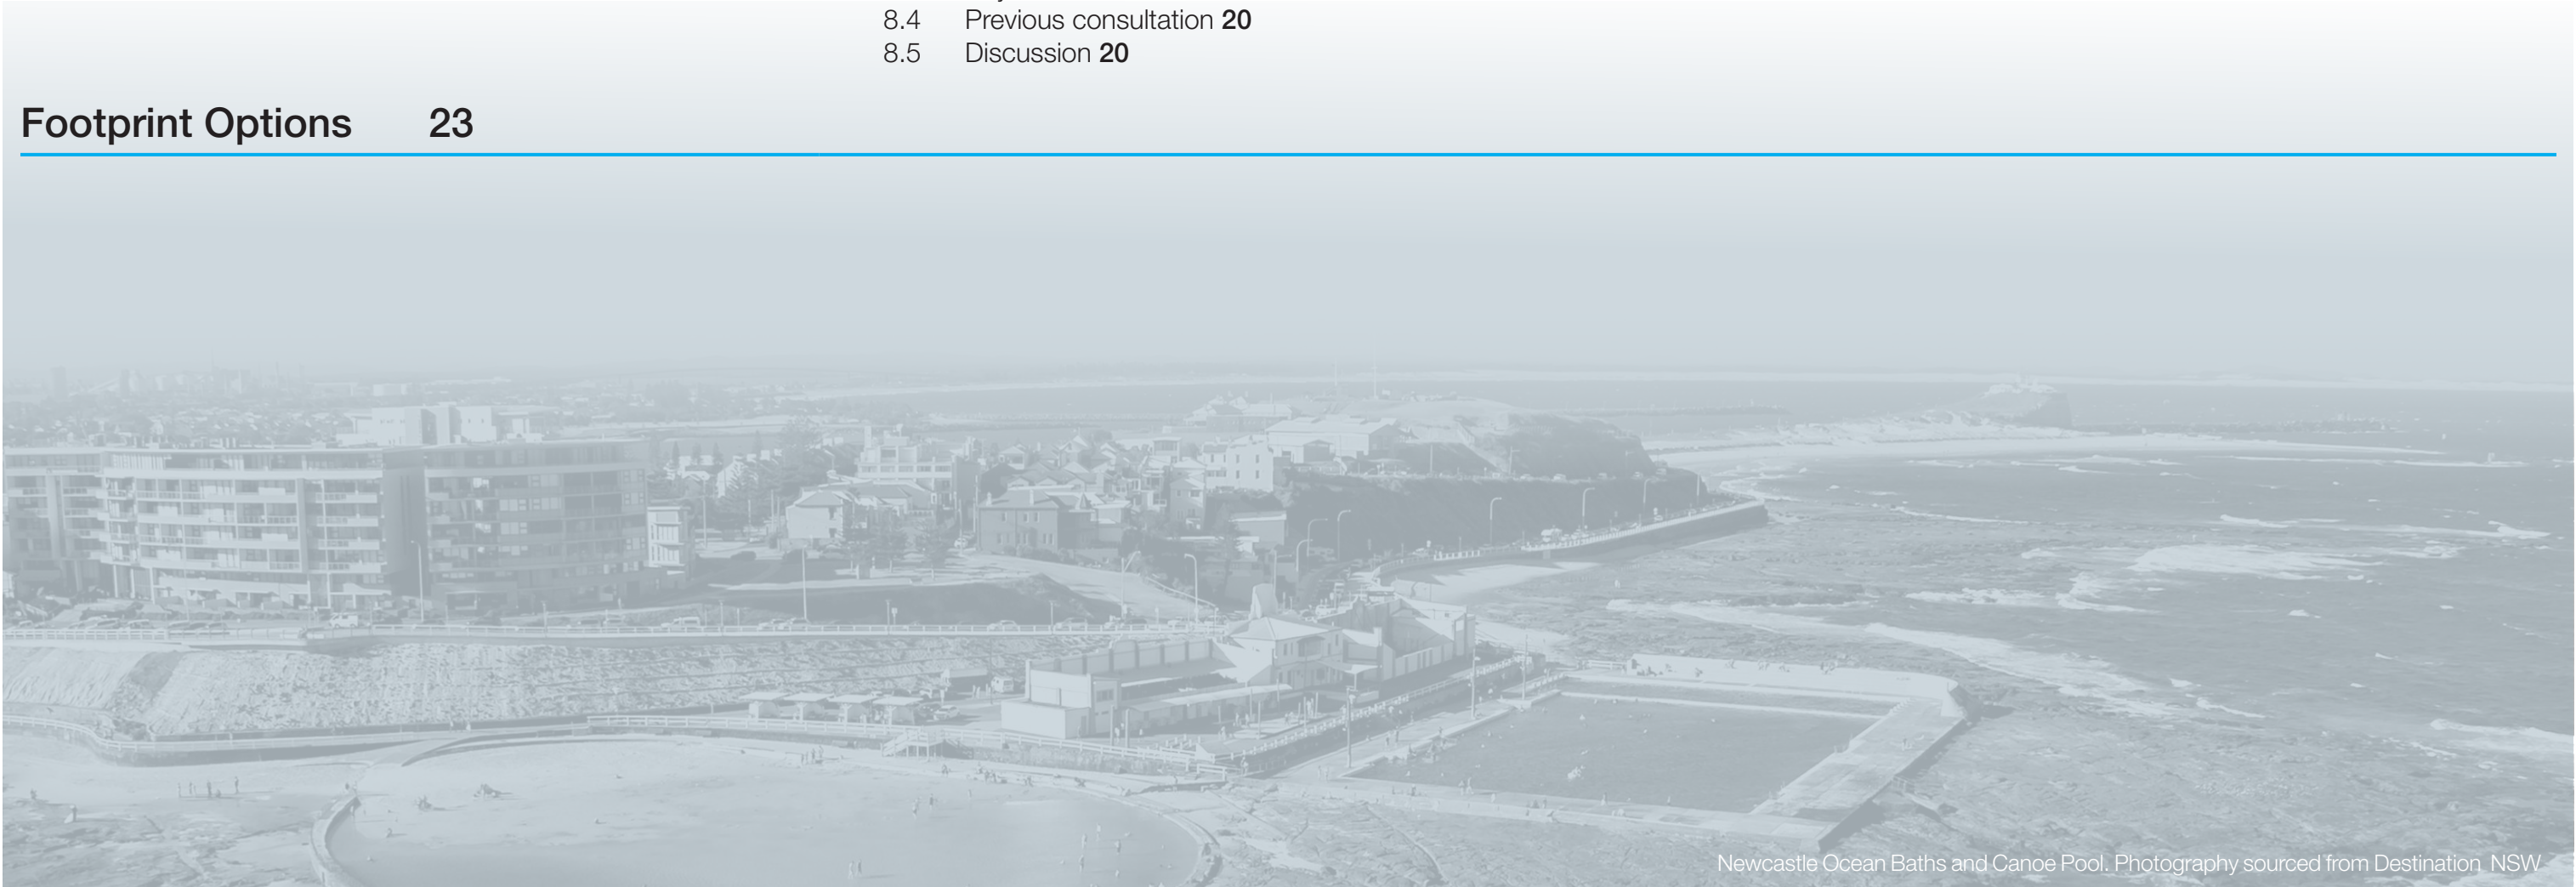 8.4 Previous consultation 20
8.5 Discussion 20
Footprint Options 23
Newcastle Ocean Baths and Canoe Pool. Photography sourced from Destination NSW